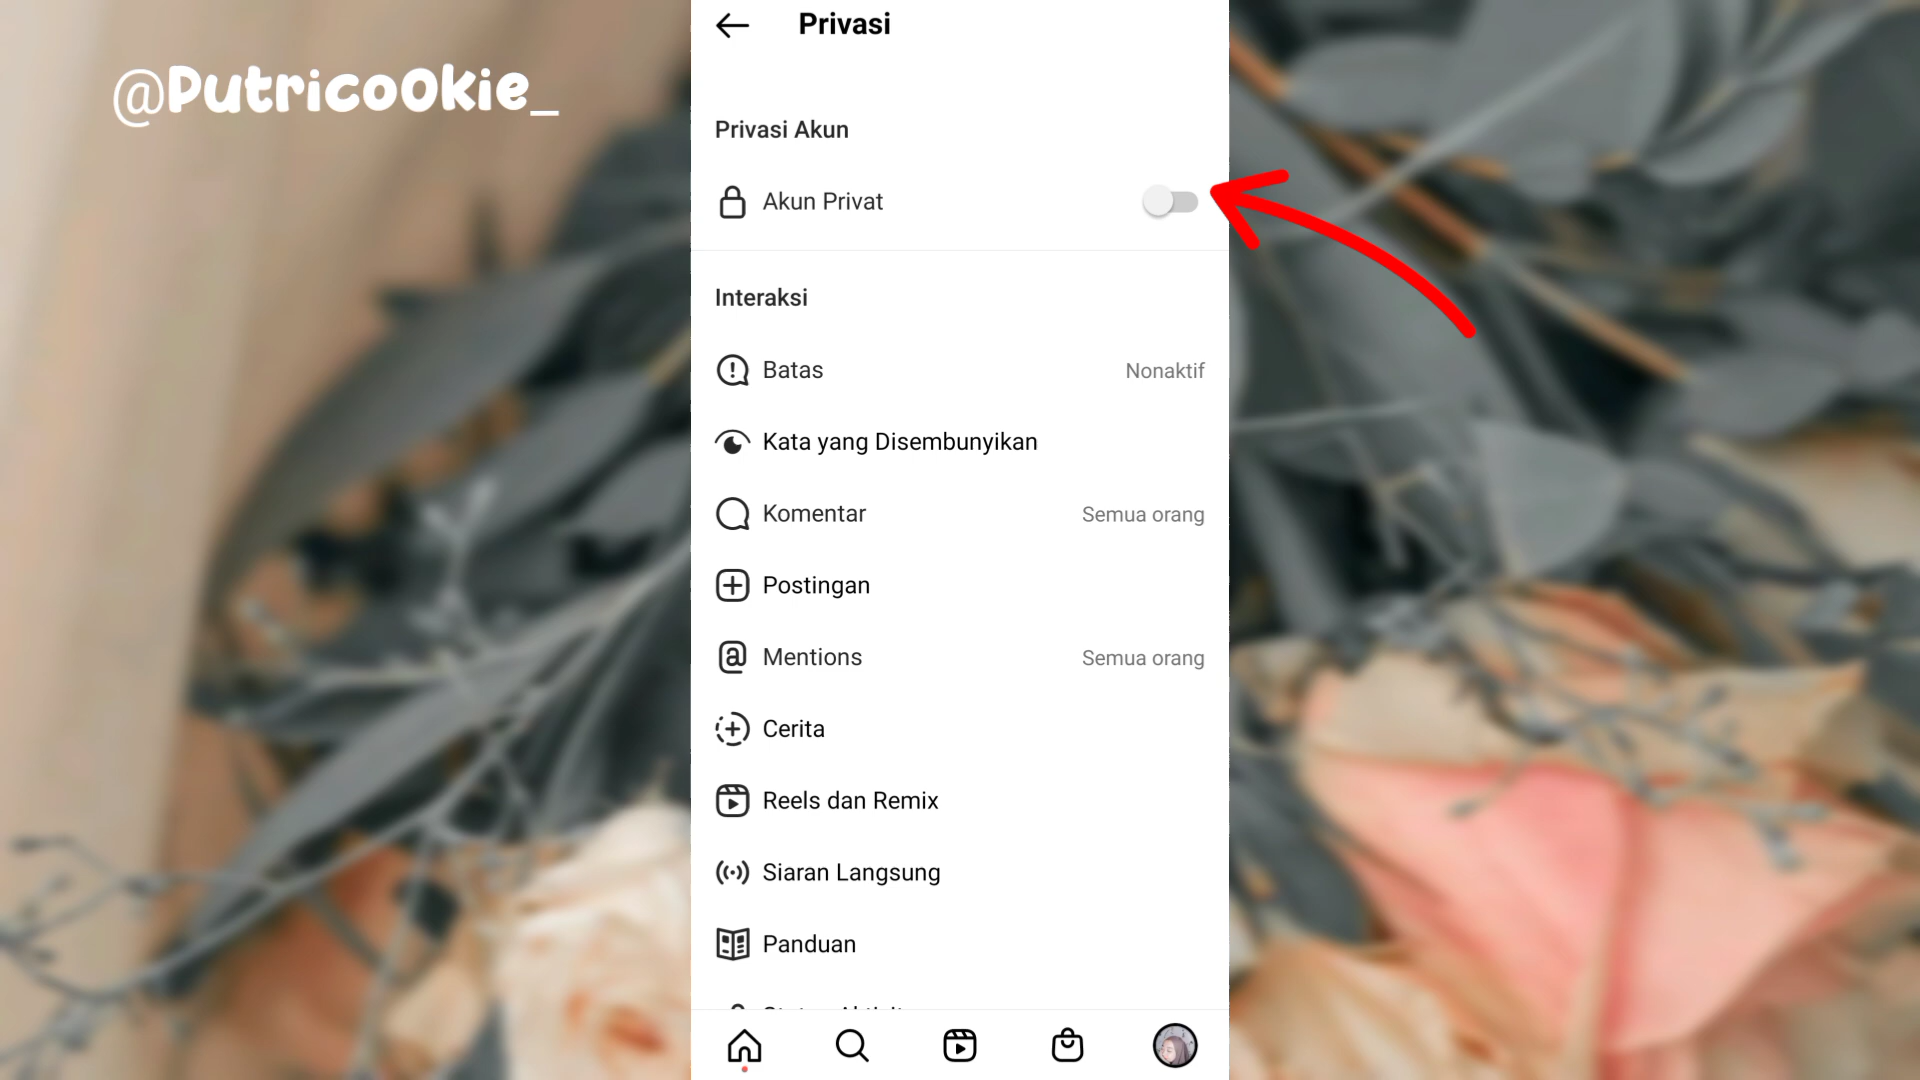 @Putrico0kie_
Privasi
Privasi Akun
Akun Privat
Interaksi
Batas Nonaktif
Kata yang Disembunyikan
Komentar Semua orang
Postingan
Mentions Semua orang
Cerita
Reels dan Remix
Siaran Langsung
Panduan